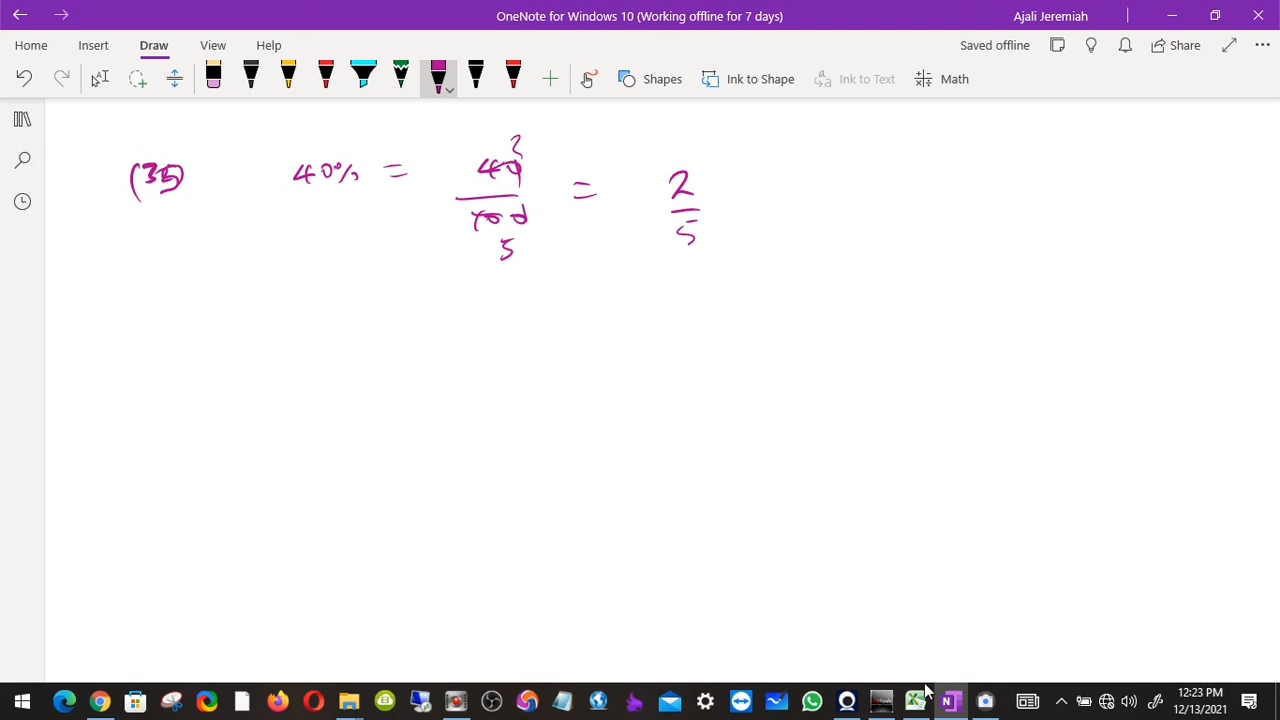 OneNote for Windows 10 (Working offline for 7 days)
Ajali Jeremiah
Home Insert Draw View Help
Saved offline
Share
Shapes
Ink to Shape
Ink to Text
Math
(35) 40% = 40/100 = 2/5
2
5
12:23 PM
12/13/2021